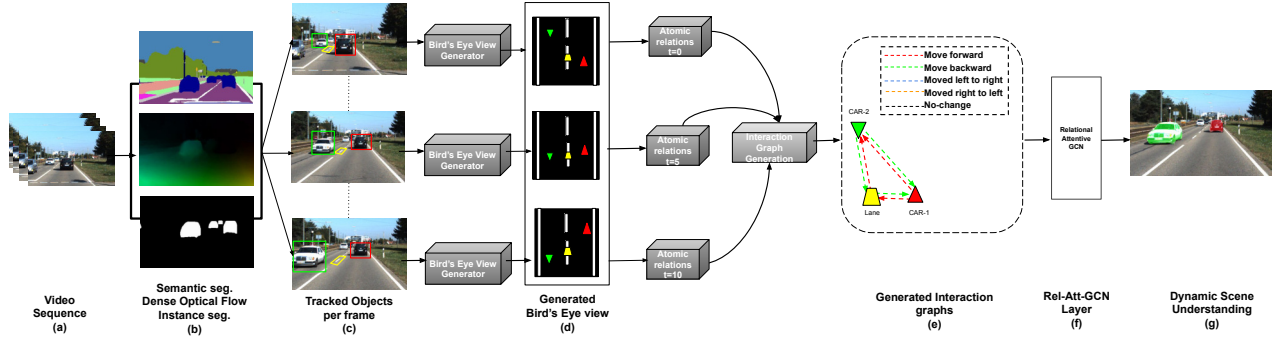 Bird's Eye View
Generator
Bird's Eye View
Generator
Bird's Eye View
Generator
Atomic
relations
t=0
Atomic
relations
t=5
Atomic
relations
t=10
Interaction
Graph
Generation
Move forward
Move backward
Moved left to right
Moved right to left
No-change
CAR-2
Lane
CAR-1
Relational
Attentive
GCN
Video
Sequence
(a)
Semantic seg.
Dense Optical Flow
Instance seg.
(b)
Tracked Objects
per frame
(c)
Generated
Bird's Eye view
(d)
Generated Interaction
graphs
(e)
Rel-Att-GCN
Layer
(f)
Dynamic Scene
Understanding
(g)